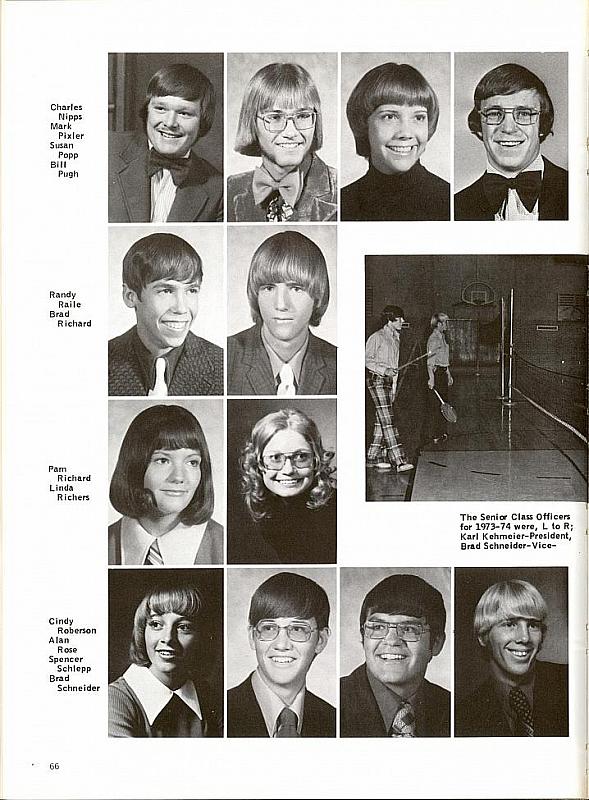 Charles
Nipps
Mark
Pixler
Susan
Popp
Bill
Pugh
Randy
Raile
Brad
Richard
Pam
Richard
Linda
Richers
The Senior Class Officers
for 1973-74 were, L to R;
Karl Kehmeier-President,
Brad Schneider-Vice-
Cindy
Roberson
Alan
Rose
Spencer
Schlepp
Brad
Schneider
66